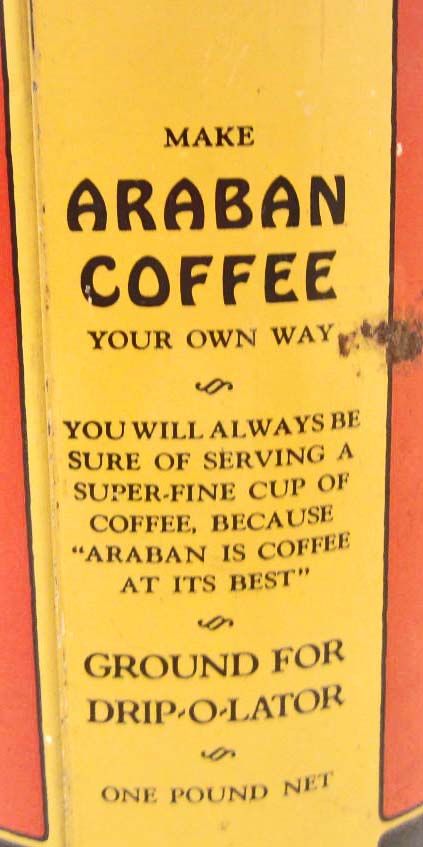 MAKE
ARABAN
COFFEE
YOUR OWN WAY
YOU WILL ALWAYS BE
SURE OF SERVING A
SUPER-FINE CUP OF
COFFEE, BECAUSE
"ARABAN IS COFFEE
AT ITS BEST"
GROUND FOR
DRIP-O-LATOR
ONE POUND NET